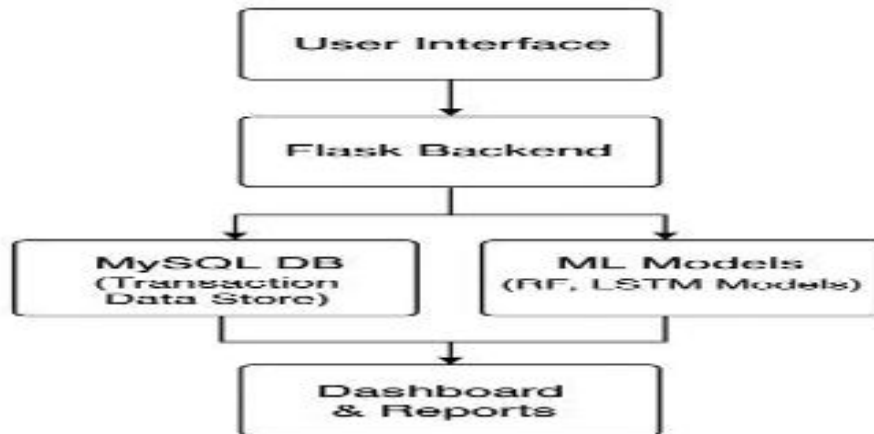 User Interface
Flask Backend
MySQL DB
(Transaction
Data Store)
ML Models
(RF, LSTM Models)
Dashboard
& Reports